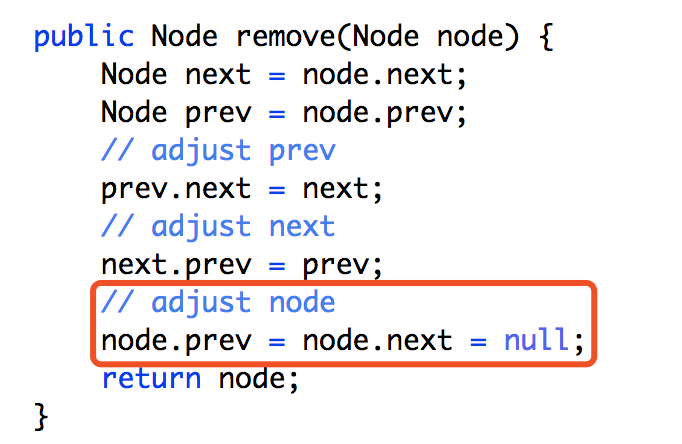 public Node remove(Node node) {
    Node next = node.next;
    Node prev = node.prev;
    // adjust prev
    prev.next = next;
    // adjust next
    next.prev = prev;
    // adjust node
    node.prev = node.next = null;
    return node;
}